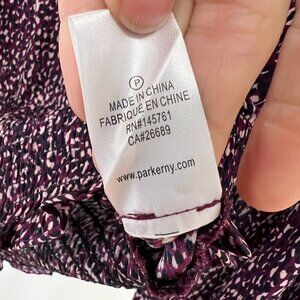 P
MADE IN CHINA
FABRIQUE EN CHINE
RN#145761
CA#26689
www.parkerny.com